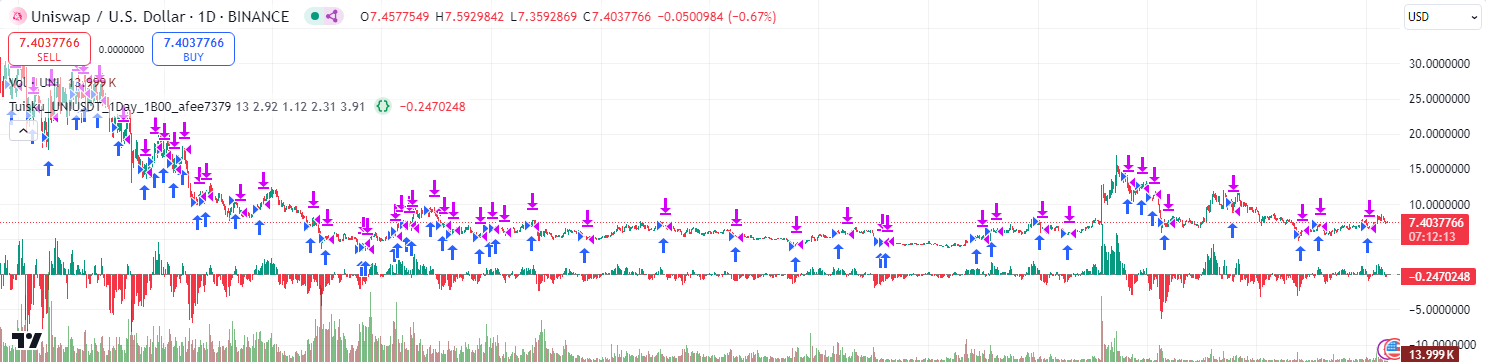 Uniswap / U.S. Dollar · 1D · BINANCE O7.4577549 H7.5929842 L7.3592869 C7.4037766 −0.0500984 (−0.67%)
USD
7.4037766
SELL
0.0000000
7.4037766
BUY
Vol · UNI 13.999 K
Tuisku_UNIUSDT_1Day_1B00_afee7379 13 2.92 1.12 2.31 3.91 −0.2470248
30.0000000
25.0000000
20.0000000
15.0000000
10.0000000
7.4037766
07:12:13
−0.2470248
−5.0000000
−10.0000000
13.999 K